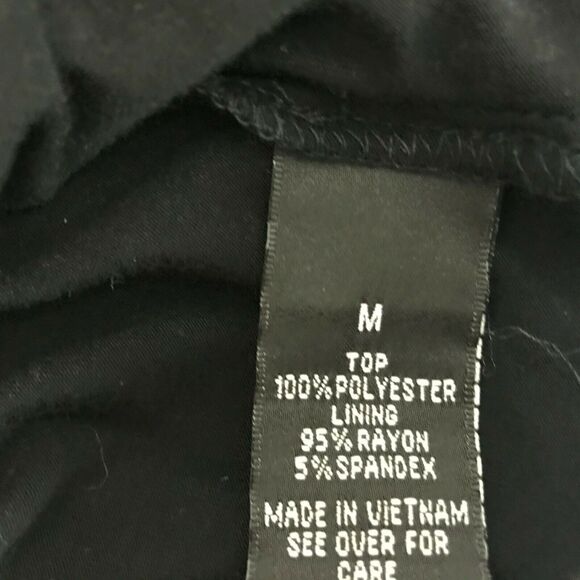 M
TOP
100%POLYESTER
LINING
95%RAYON
5%SPANDEX
MADE IN VIETNAM
SEE OVER FOR
CARE